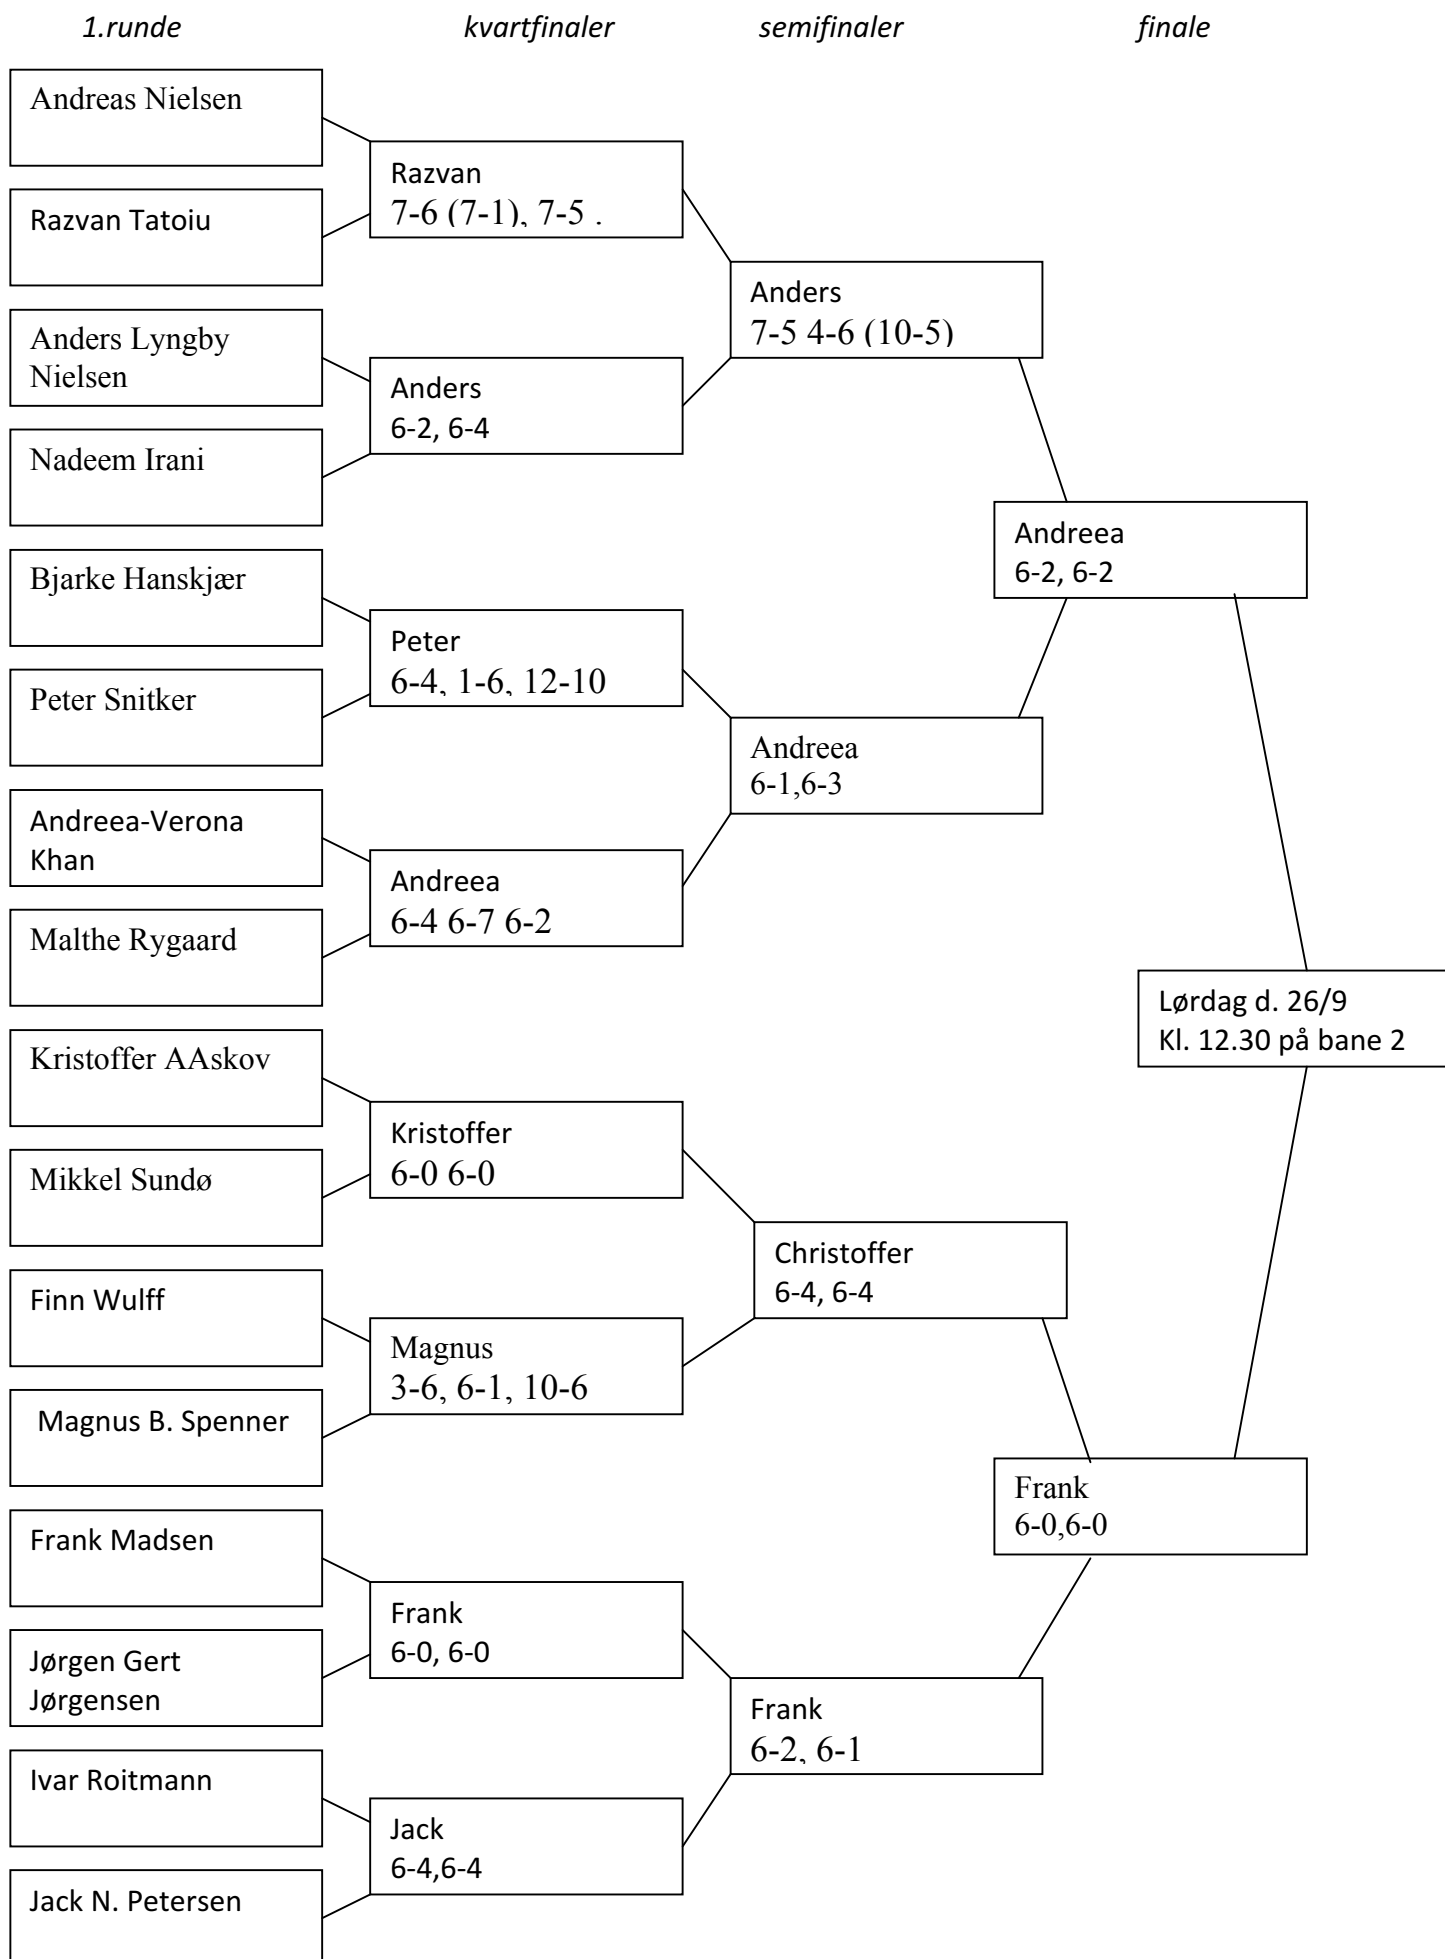 1.runde
kvartfinaler
semifinaler
finale
Andreas Nielsen
Razvan Tatoiu
Anders Lyngby
Nielsen
Nadeem Irani
Bjarke Hanskjær
Peter Snitker
Andreea-Verona
Khan
Malthe Rygaard
Kristoffer AAskov
Mikkel Sundø
Finn Wulff
Magnus B. Spenner
Frank Madsen
Jørgen Gert
Jørgensen
Ivar Roitmann
Jack N. Petersen
Razvan
7-6 (7-1), 7-5 .
Anders
6-2, 6-4
Peter
6-4, 1-6, 12-10
Andreea
6-4 6-7 6-2
Kristoffer
6-0 6-0
Magnus
3-6, 6-1, 10-6
Frank
6-0, 6-0
Jack
6-4,6-4
Anders
7-5 4-6 (10-5)
Andreea
6-1,6-3
Christoffer
6-4, 6-4
Frank
6-2, 6-1
Andreea
6-2, 6-2
Frank
6-0,6-0
Lørdag d. 26/9
Kl. 12.30 på bane 2